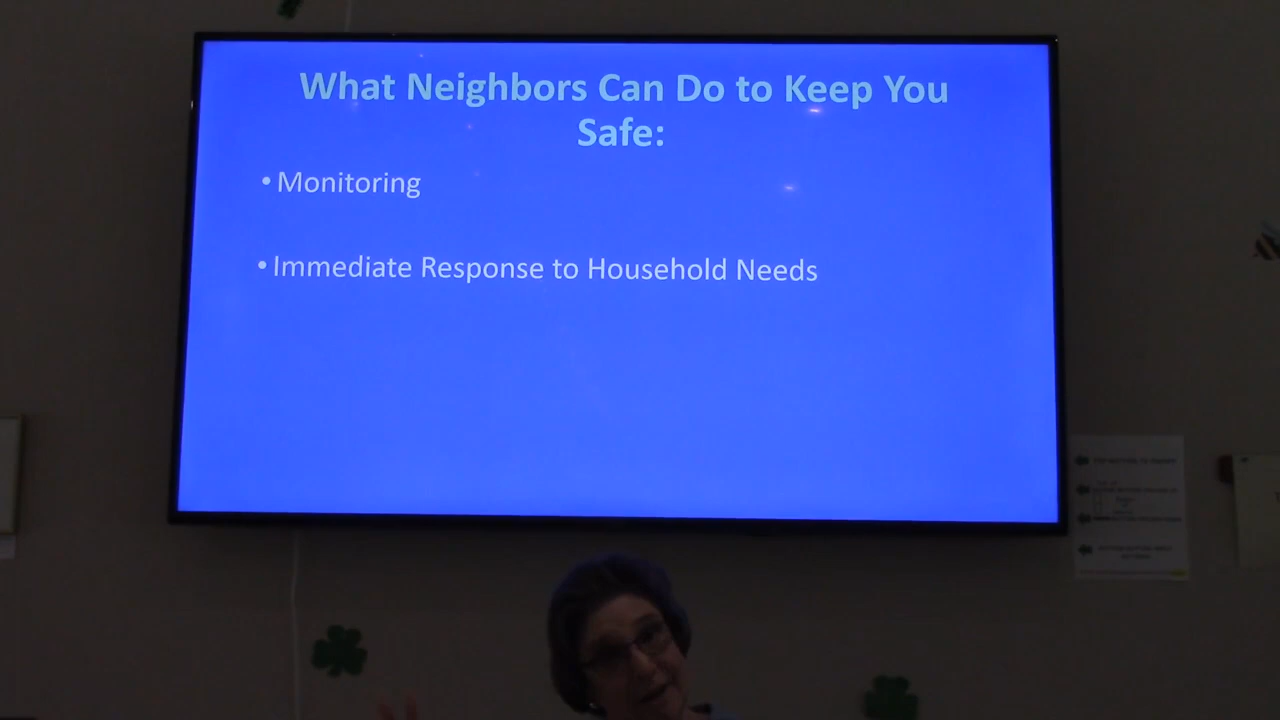 What Neighbors Can Do to Keep You
Safe:
•Monitoring
•Immediate Response to Household Needs